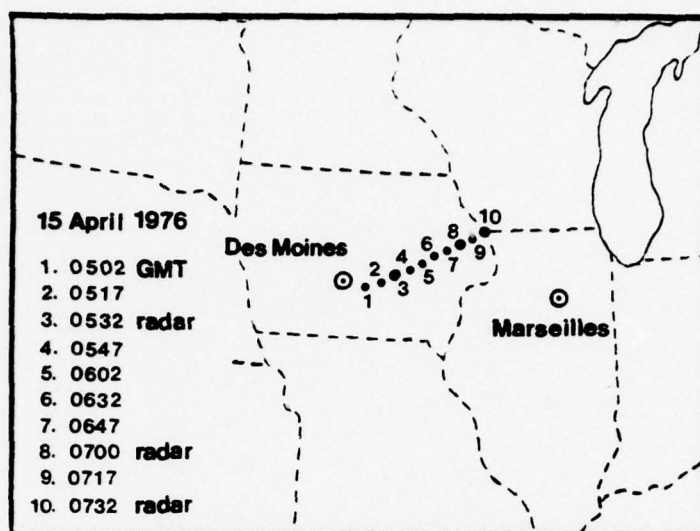 15 April 1976
1. 0502 GMT
2. 0517
3. 0532 radar
4. 0547
5. 0602
6. 0632
7. 0647
8. 0700 radar
9. 0717
10. 0732 radar
Des Moines
1
2
3
4
5
6
7
8
9
10
Marseilles